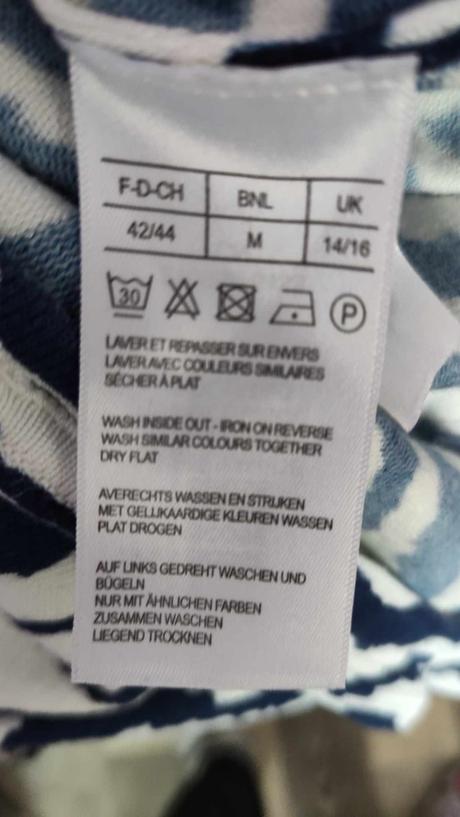 F-D-CH BNL UK
42/44 M 14/16
30 P
LAVER ET REPASSER SUR ENVERS
LAVER AVEC COULEURS SIMILAIRES
SÉCHER À PLAT
WASH INSIDE OUT - IRON ON REVERSE
WASH SIMILAR COLOURS TOGETHER
DRY FLAT
AVERECHTS WASSEN EN STRIJKEN
MET GELIJKAARDIGE KLEUREN WASSEN
PLAT DROGEN
AUF LINKS GEDREHT WASCHEN UND
BÜGELN
NUR MIT ÄHNLICHEN FARBEN
ZUSAMMEN WASCHEN
LIEGEND TROCKNEN